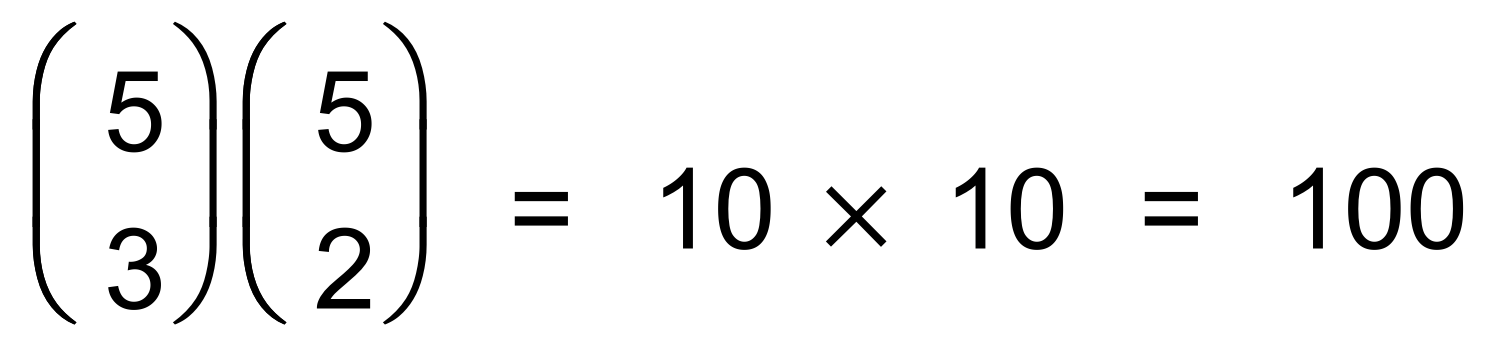 (5 3)(5 2) = 10 × 10 = 100